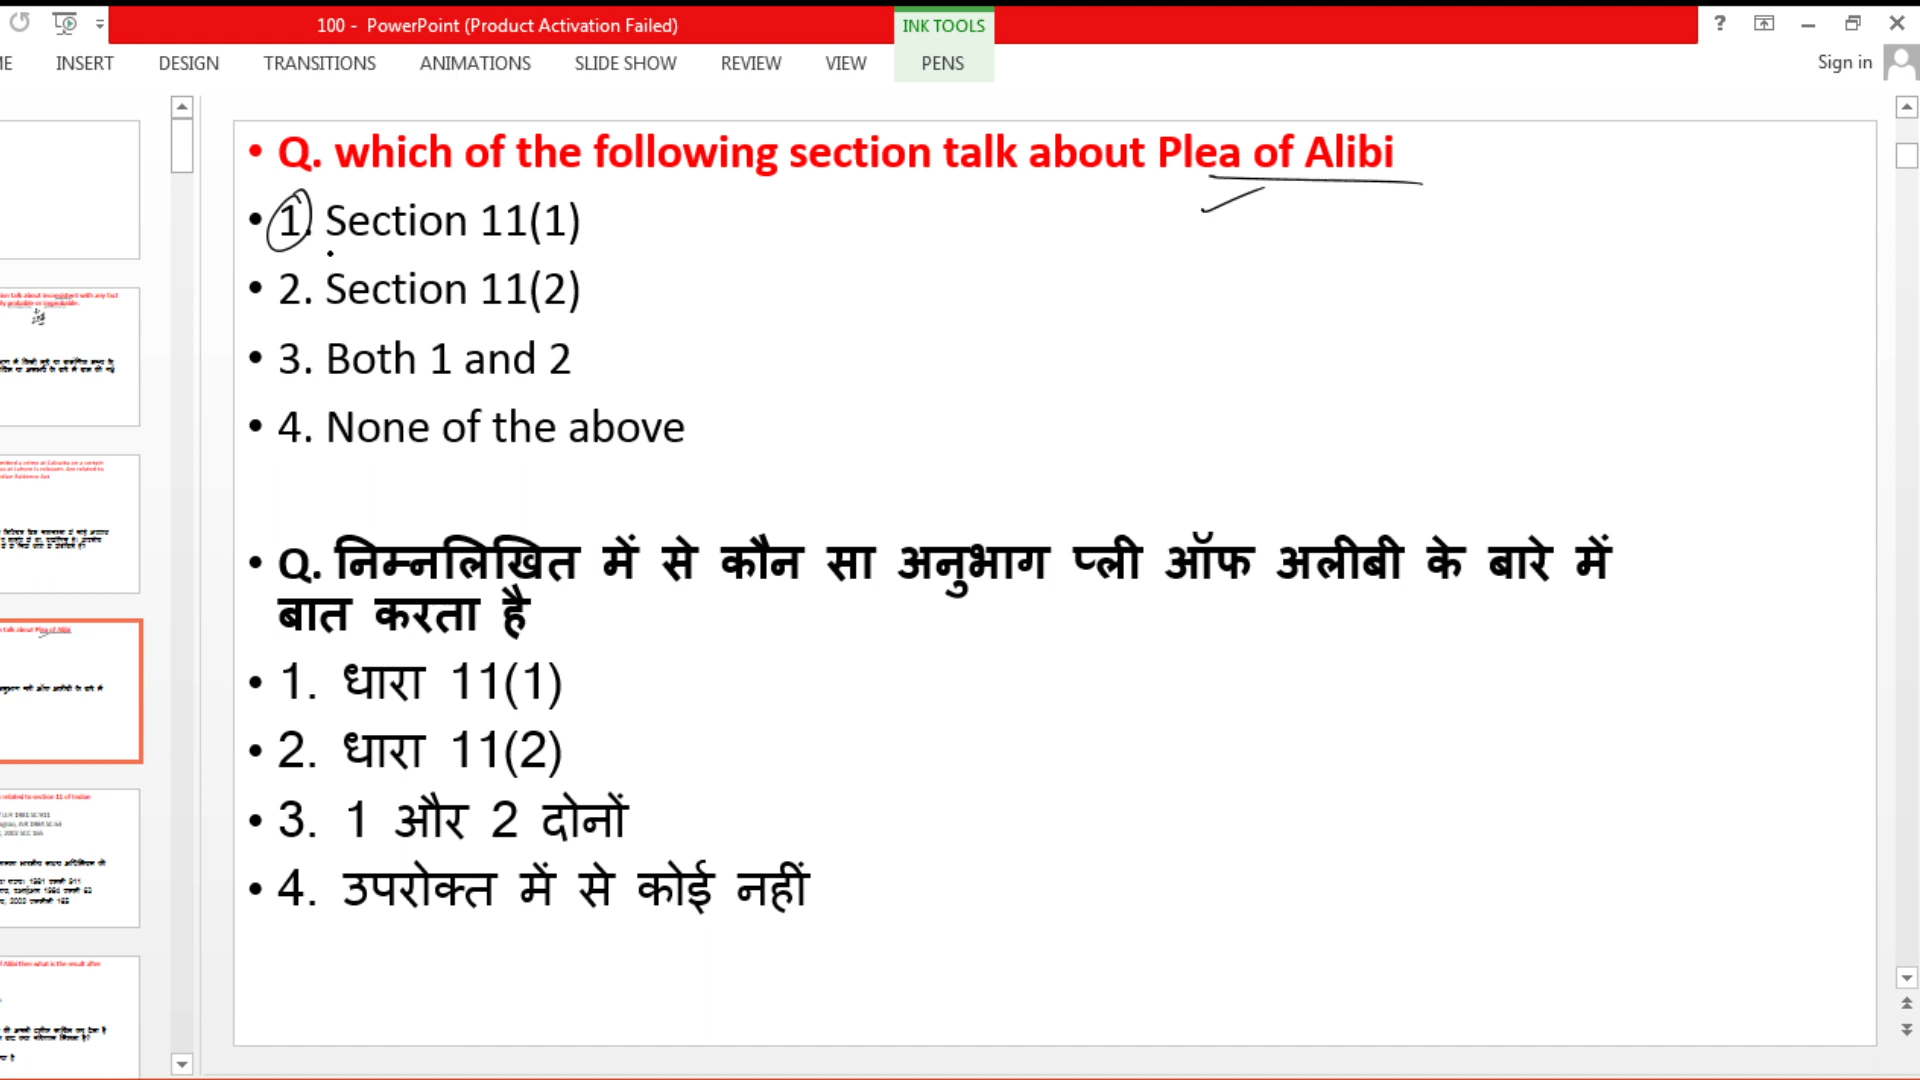 100 - PowerPoint (Product Activation Failed)
INK TOOLS
?
INSERT DESIGN TRANSITIONS ANIMATIONS SLIDE SHOW REVIEW VIEW PENS
Sign in
• Q. which of the following section talk about Plea of Alibi
• 1. Section 11(1)
• 2. Section 11(2)
• 3. Both 1 and 2
• 4. None of the above
• Q. निम्नलिखित में से कौन सा अनुभाग प्ली ऑफ अलीबी के बारे में
बात करता है
• 1. धारा 11(1)
• 2. धारा 11(2)
• 3. 1 और 2 दोनों
• 4. उपरोक्त में से कोई नहीं